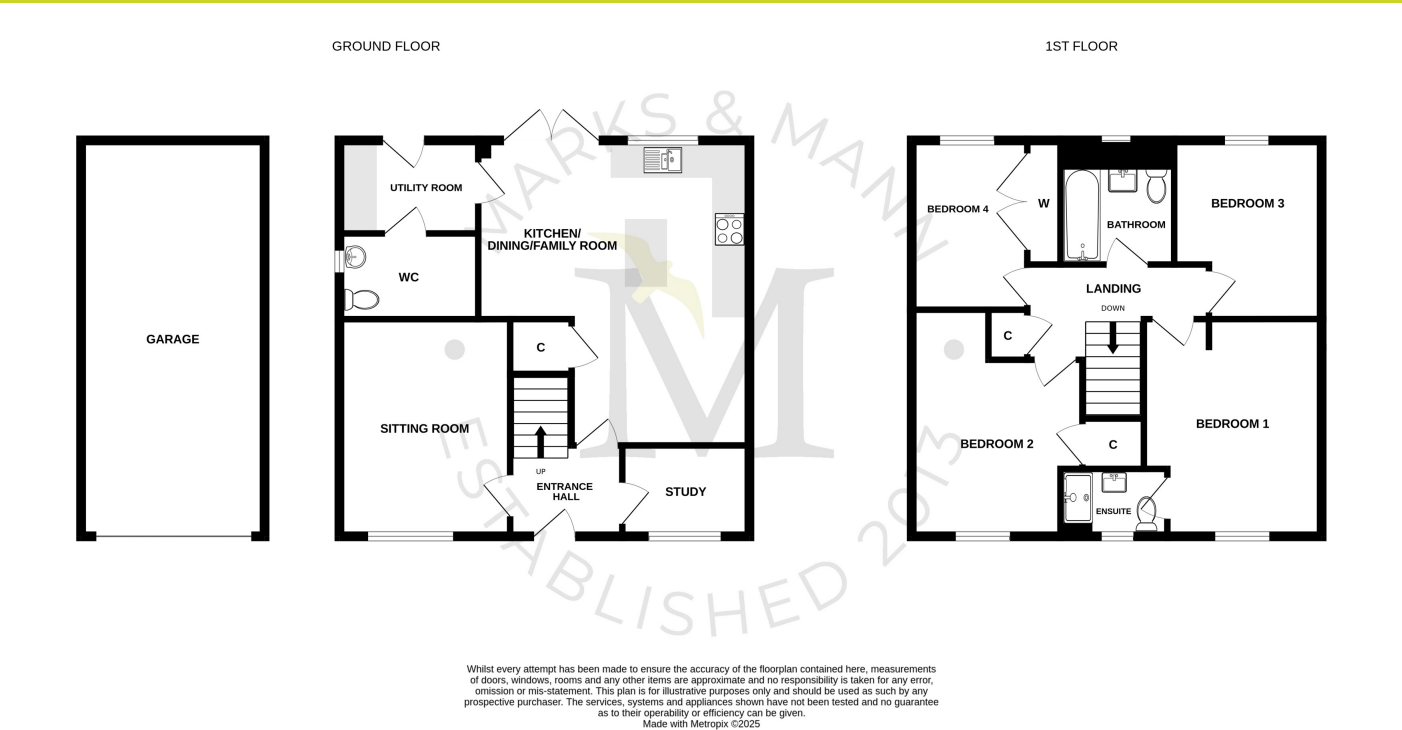 GROUND FLOOR
1ST FLOOR
MARKS & MANN
ESTABLISHED 2013
M
GARAGE
UTILITY ROOM
WC
KITCHEN/
DINING/FAMILY ROOM
C
SITTING ROOM
UP
ENTRANCE
HALL
STUDY
BEDROOM 4
W
BATHROOM
BEDROOM 3
LANDING
DOWN
C
BEDROOM 2
C
BEDROOM 1
ENSUITE
Whilst every attempt has been made to ensure the accuracy of the floorplan contained here, measurements
of doors, windows, rooms and any other items are approximate and no responsibility is taken for any error,
omission or mis-statement. This plan is for illustrative purposes only and should be used as such by any
prospective purchaser. The services, systems and appliances shown have not been tested and no guarantee
as to their operability or efficiency can be given.
Made with Metropix ©2025